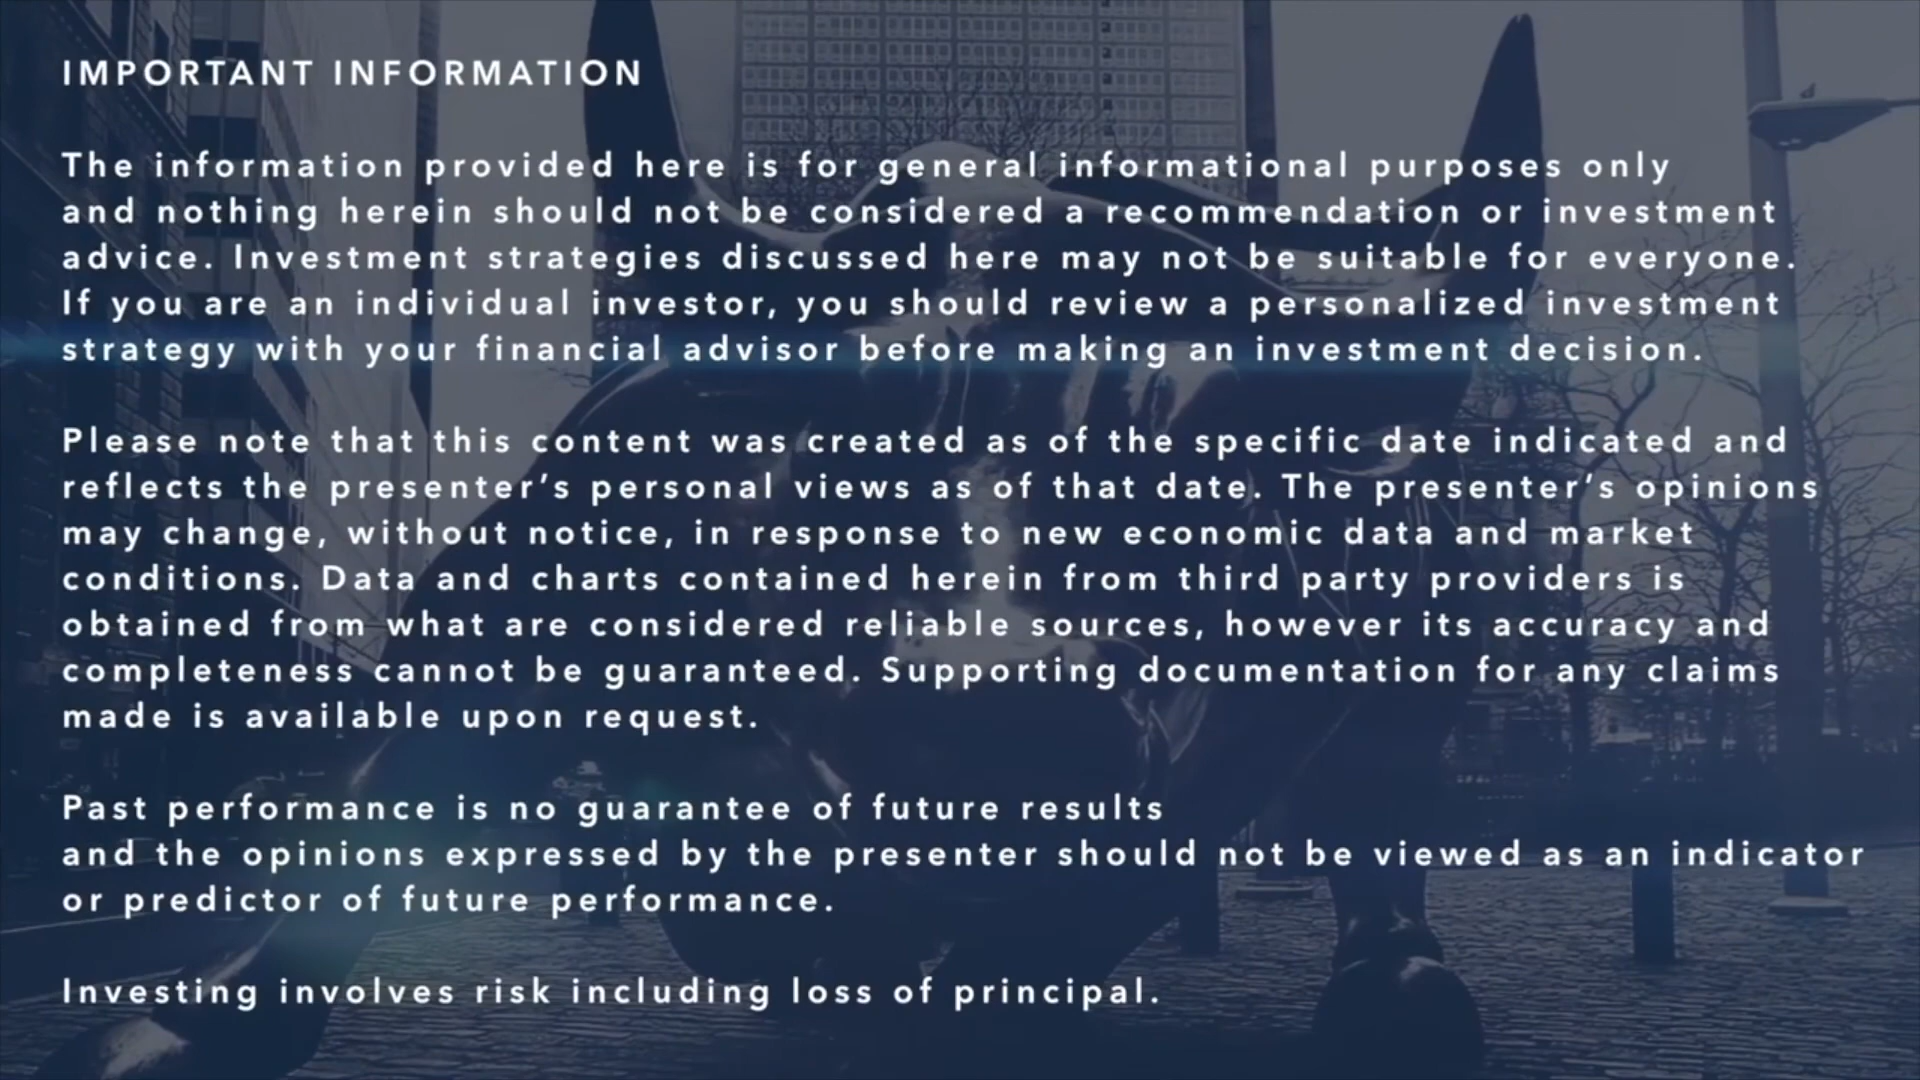 IMPORTANT INFORMATION
The information provided here is for general informational purposes only
and nothing herein should not be considered a recommendation or investment
advice. Investment strategies discussed here may not be suitable for everyone.
If you are an individual investor, you should review a personalized investment
strategy with your financial advisor before making an investment decision.
Please note that this content was created as of the specific date indicated and
reflects the presenter’s personal views as of that date. The presenter’s opinions
may change, without notice, in response to new economic data and market
conditions. Data and charts contained herein from third party providers is
obtained from what are considered reliable sources, however its accuracy and
completeness cannot be guaranteed. Supporting documentation for any claims
made is available upon request.
Past performance is no guarantee of future results
and the opinions expressed by the presenter should not be viewed as an indicator
or predictor of future performance.
Investing involves risk including loss of principal.